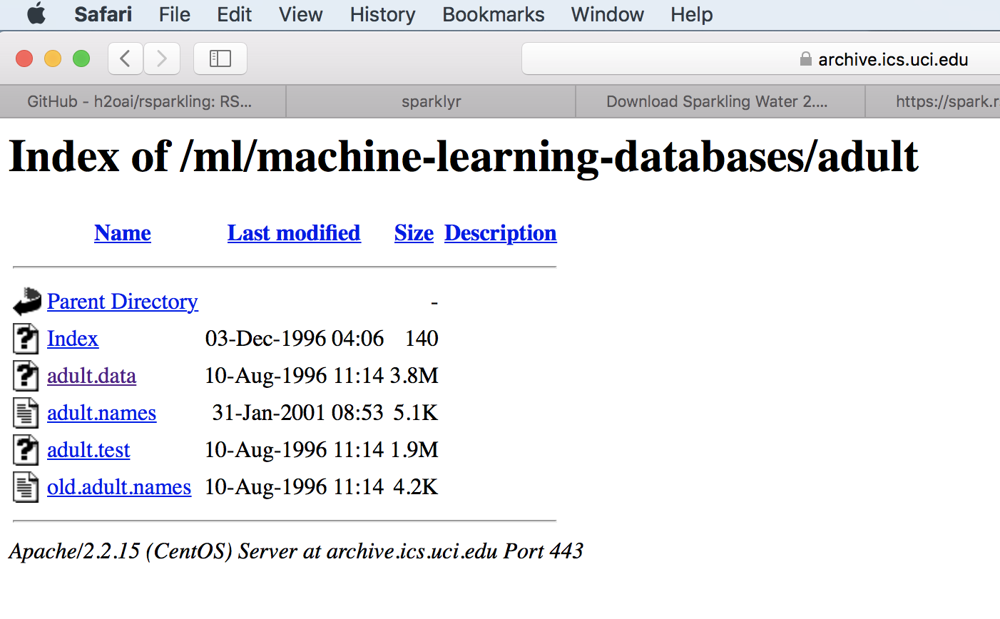 Safari File Edit View History Bookmarks Window Help
archive.ics.uci.edu
GitHub - h2oai/rsparkling: RS... sparklyr Download Sparkling Water 2.... https://spark.r
Index of /ml/machine-learning-databases/adult
Name Last modified Size Description
Parent Directory -
Index 03-Dec-1996 04:06 140
adult.data 10-Aug-1996 11:14 3.8M
adult.names 31-Jan-2001 08:53 5.1K
adult.test 10-Aug-1996 11:14 1.9M
old.adult.names 10-Aug-1996 11:14 4.2K
Apache/2.2.15 (CentOS) Server at archive.ics.uci.edu Port 443